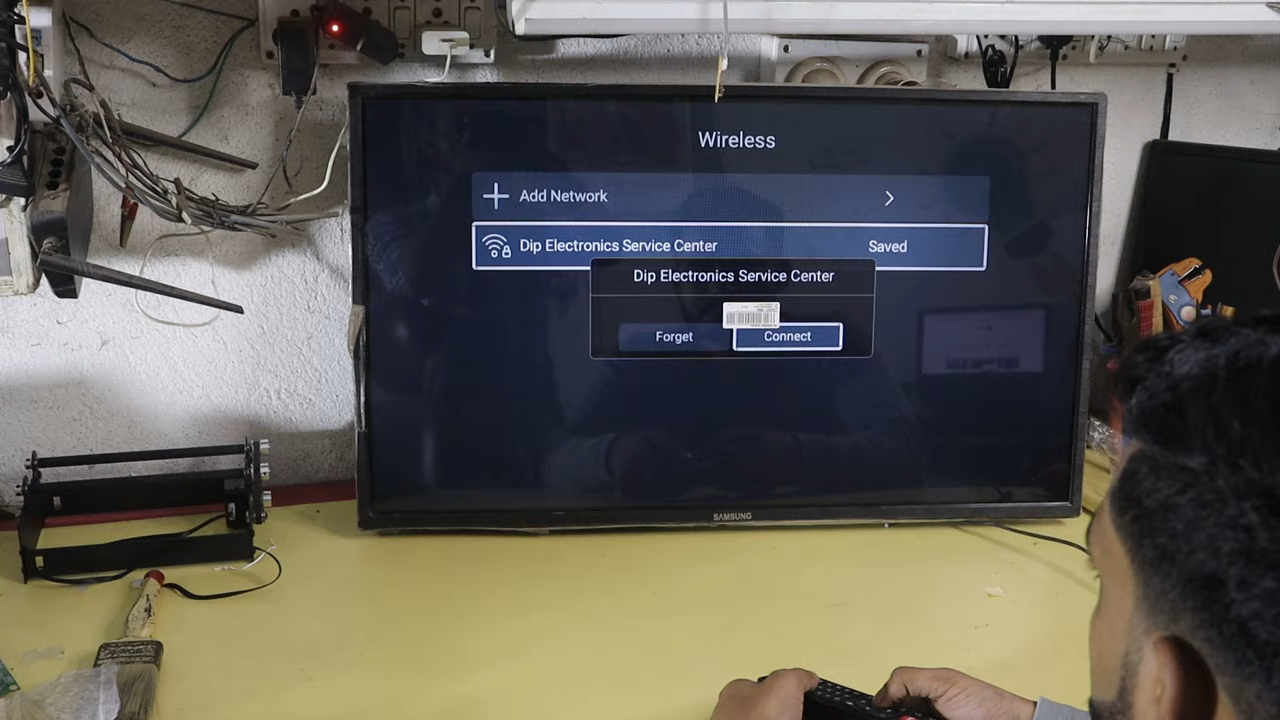 Wireless
Add Network
Dip Electronics Service Center Saved
Dip Electronics Service Center
Forget Connect
SAMSUNG